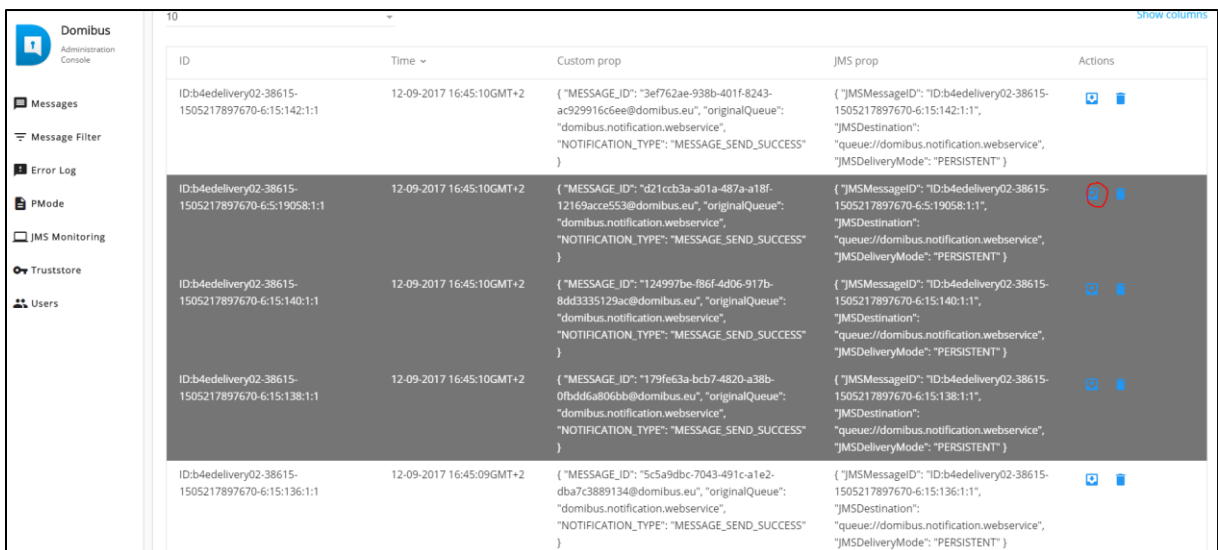 Domibus
Administration
Console
Messages
Message Filter
Error Log
PMode
JMS Monitoring
Truststore
Users
10
Show columns
ID Time Custom prop JMS prop Actions
ID:b4edelivery02-38615- 12-09-2017 16:45:10GMT+2 { "MESSAGE_ID": "3ef762ae-938b-401f-8243- { "JMSMessageID": "ID:b4edelivery02-38615-
1505217897670-6:15:142:1:1 ac929916c6ee@domibus.eu", "originalQueue": 1505217897670-6:15:142:1:1",
"domibus.notification.webservice", "JMSDestination":
"NOTIFICATION_TYPE": "MESSAGE_SEND_SUCCESS" "queue://domibus.notification.webservice",
} "JMSDeliveryMode": "PERSISTENT" }
ID:b4edelivery02-38615- 12-09-2017 16:45:10GMT+2 { "MESSAGE_ID": "d21ccb3a-a01a-487a-a18f- { "JMSMessageID": "ID:b4edelivery02-38615-
1505217897670-6:5:19058:1:1 12169acce553@domibus.eu", "originalQueue": 1505217897670-6:5:19058:1:1",
"domibus.notification.webservice", "JMSDestination":
"NOTIFICATION_TYPE": "MESSAGE_SEND_SUCCESS" "queue://domibus.notification.webservice",
} "JMSDeliveryMode": "PERSISTENT" }
ID:b4edelivery02-38615- 12-09-2017 16:45:10GMT+2 { "MESSAGE_ID": "124997be-f86f-4d06-917b- { "JMSMessageID": "ID:b4edelivery02-38615-
1505217897670-6:15:140:1:1 8dd3335129ac@domibus.eu", "originalQueue": 1505217897670-6:15:140:1:1",
"domibus.notification.webservice", "JMSDestination":
"NOTIFICATION_TYPE": "MESSAGE_SEND_SUCCESS" "queue://domibus.notification.webservice",
} "JMSDeliveryMode": "PERSISTENT" }
ID:b4edelivery02-38615- 12-09-2017 16:45:10GMT+2 { "MESSAGE_ID": "179fe63a-bcb7-4820-a38b- { "JMSMessageID": "ID:b4edelivery02-38615-
1505217897670-6:15:138:1:1 0fbdd6a806bb@domibus.eu", "originalQueue": 1505217897670-6:15:138:1:1",
"domibus.notification.webservice", "JMSDestination":
"NOTIFICATION_TYPE": "MESSAGE_SEND_SUCCESS" "queue://domibus.notification.webservice",
} "JMSDeliveryMode": "PERSISTENT" }
ID:b4edelivery02-38615- 12-09-2017 16:45:09GMT+2 { "MESSAGE_ID": "5c5a9dbc-7043-491c-a1e2- { "JMSMessageID": "ID:b4edelivery02-38615-
1505217897670-6:15:136:1:1 dba7c3889134@domibus.eu", "originalQueue": 1505217897670-6:15:136:1:1",
"domibus.notification.webservice", "JMSDestination":
"NOTIFICATION_TYPE": "MESSAGE_SEND_SUCCESS" "queue://domibus.notification.webservice",
} "JMSDeliveryMode": "PERSISTENT" }